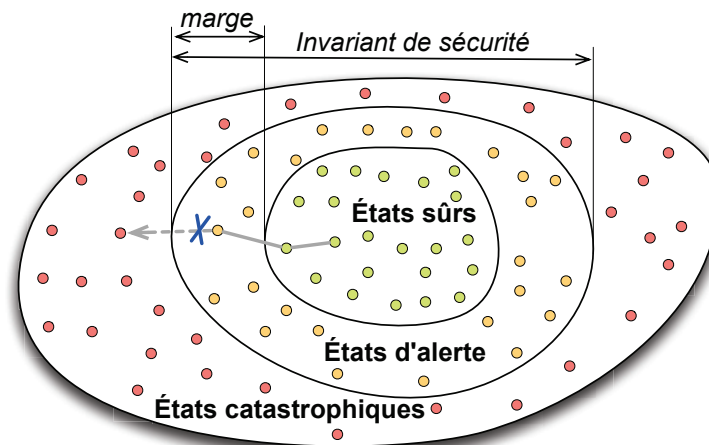 marge
Invariant de sécurité
États sûrs
États d'alerte
États catastrophiques